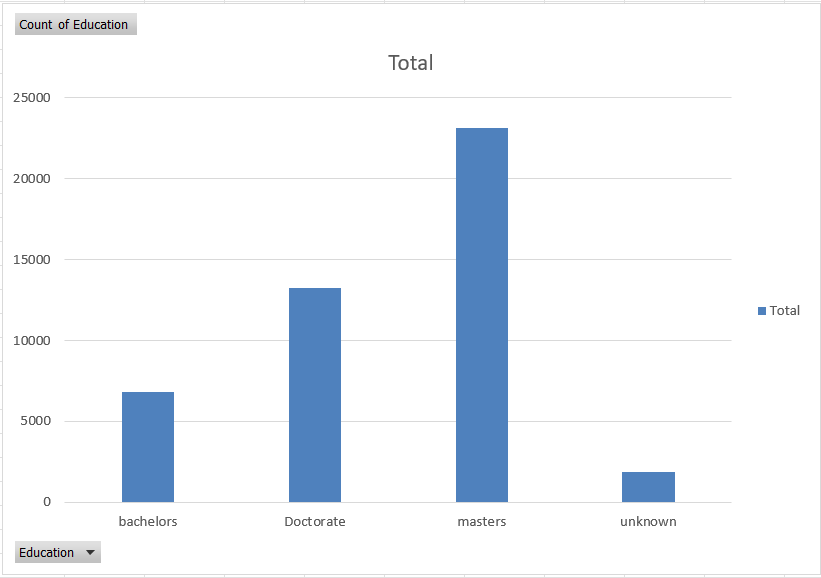 Count of Education
Total
25000
20000
15000
10000
5000
0
bachelors
Doctorate
masters
unknown
Total
Education